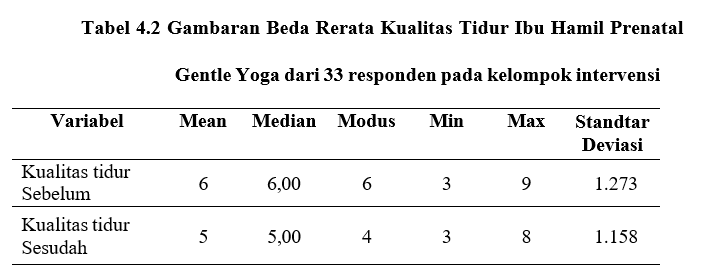 Tabel 4.2 Gambaran Beda Rerata Kualitas Tidur Ibu Hamil Prenatal
Gentle Yoga dari 33 responden pada kelompok intervensi
Variabel Mean Median Modus Min Max Standtar
Deviasi
Kualitas tidur
Sebelum 6 6,00 6 3 9 1.273
Kualitas tidur
Sesudah 5 5,00 4 3 8 1.158